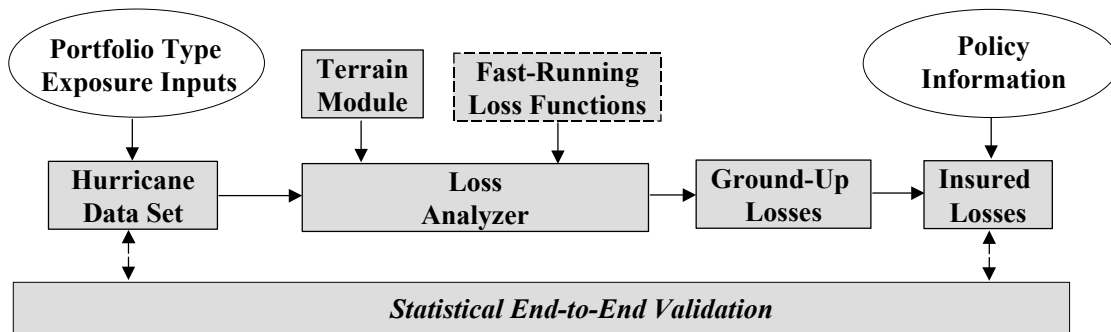 Portfolio Type
Exposure Inputs
Terrain
Module
Fast-Running
Loss Functions
Policy
Information
Hurricane
Data Set
Loss
Analyzer
Ground-Up
Losses
Insured
Losses
Statistical End-to-End Validation